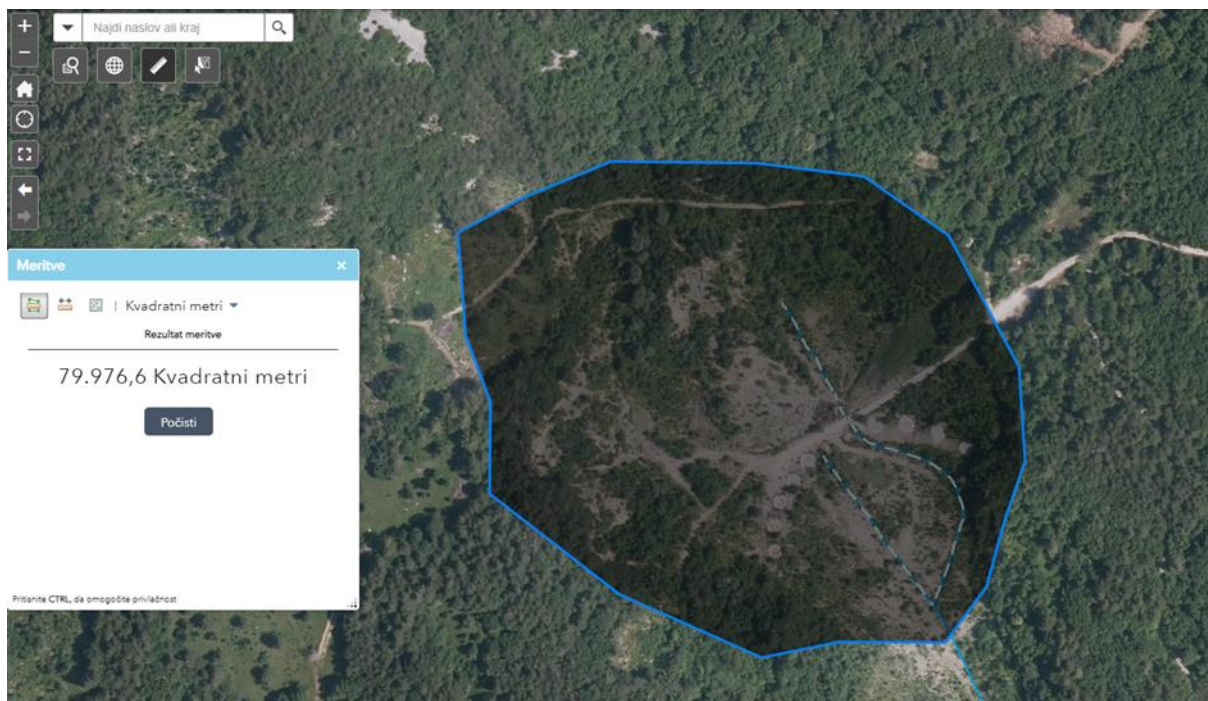 Najdi naslov ali kraj
Meritve
Kvadratni metri
Rezultat meritve
79.976,6 Kvadratni metri
Počisti
Pritisnite CTRL, da omogočite privlačnost